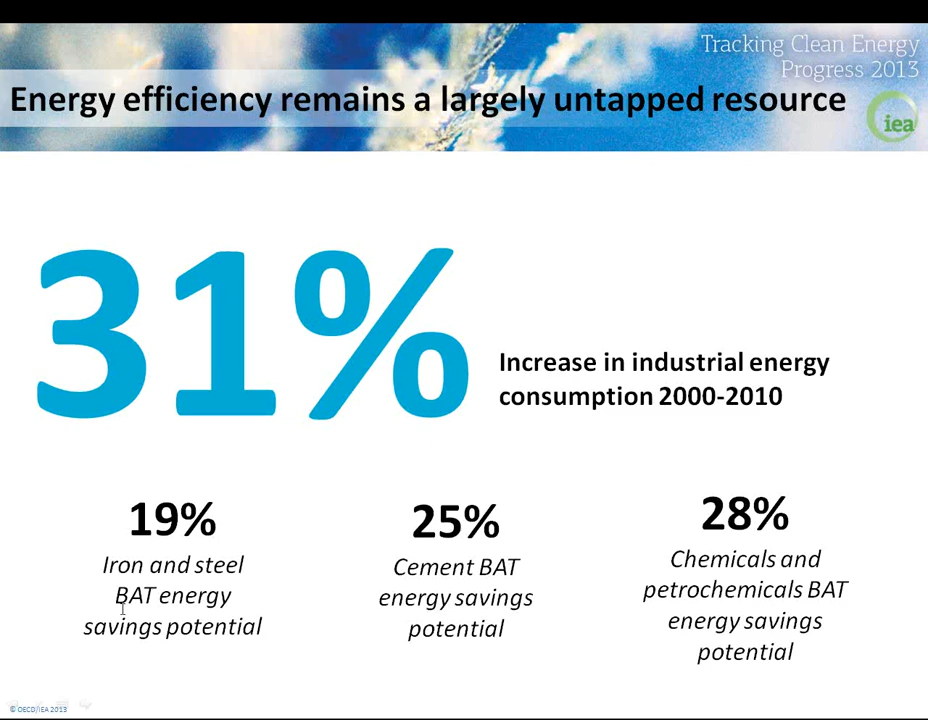 Tracking Clean Energy
Progress 2013
Energy efficiency remains a largely untapped resource
iea
31%
Increase in industrial energy
consumption 2000-2010
19%
Iron and steel
BAT energy
savings potential
25%
Cement BAT
energy savings
potential
28%
Chemicals and
petrochemicals BAT
energy savings
potential
© OECD/IEA 2013